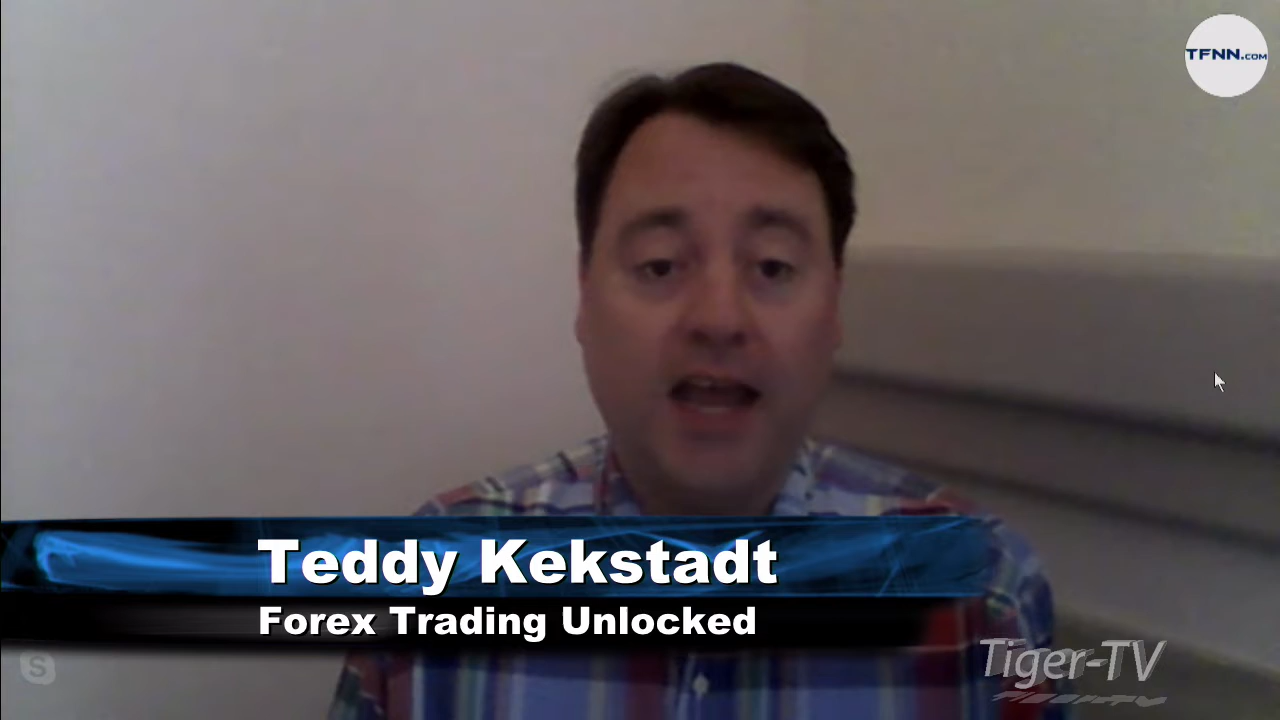 TFNN.COM
Teddy Kekstadt
Forex Trading Unlocked
S
Tiger-TV